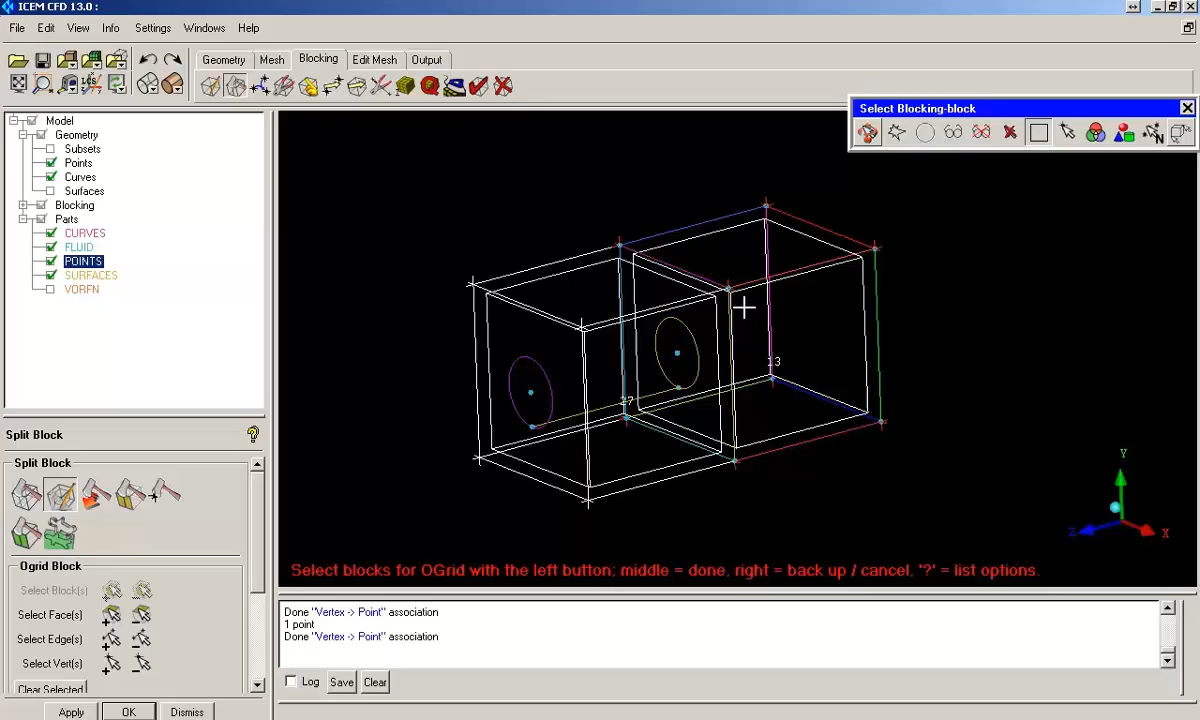 ICEM CFD 13.0 :
File Edit View Info Settings Windows Help
Geometry Mesh Blocking Edit Mesh Output
Select Blocking-block
Model
Geometry
Subsets
Points
Curves
Surfaces
Blocking
Parts
CURVES
FLUID
POINTS
SURFACES
VORFN
13
27
Y
Z
X
Split Block
Split Block
Ogrid Block
Select Block(s)
Select Face(s)
Select Edge(s)
Select Vert(s)
Clear Selected
Apply OK Dismiss
Select blocks for OGrid with the left button; middle = done, right = back up / cancel, '?' = list options.
Done "Vertex -> Point" association
1 point
Done "Vertex -> Point" association
Log Save Clear